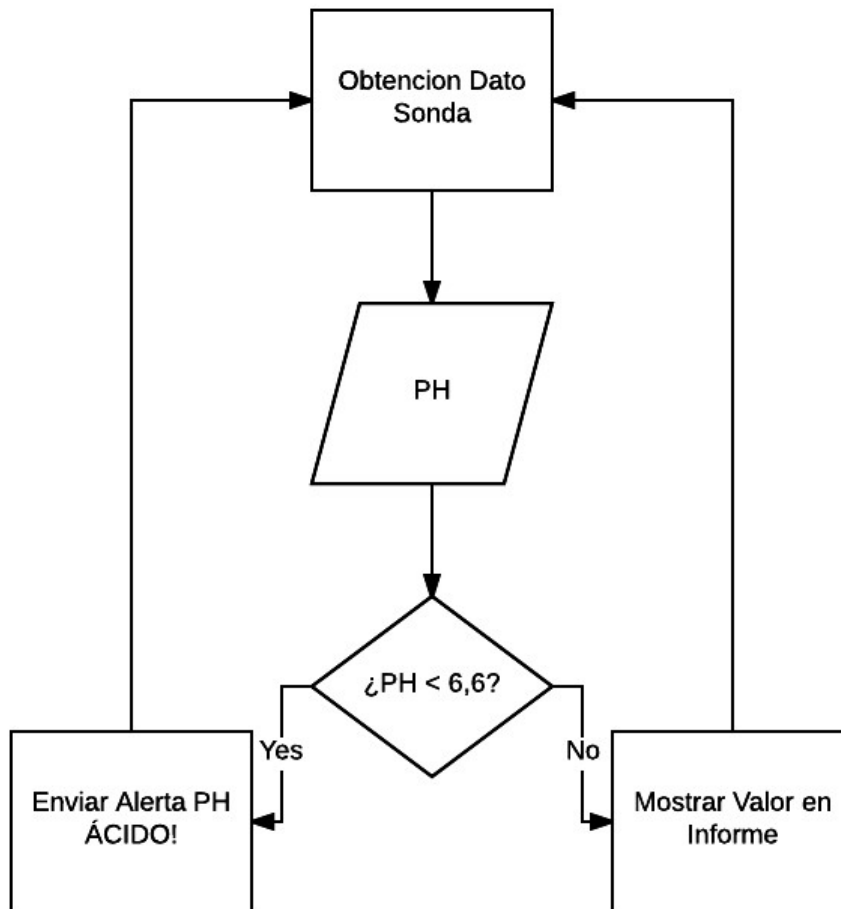 Obtencion Dato
Sonda
PH
¿PH < 6,6?
Yes
No
Enviar Alerta PH
ÁCIDO!
Mostrar Valor en
Informe